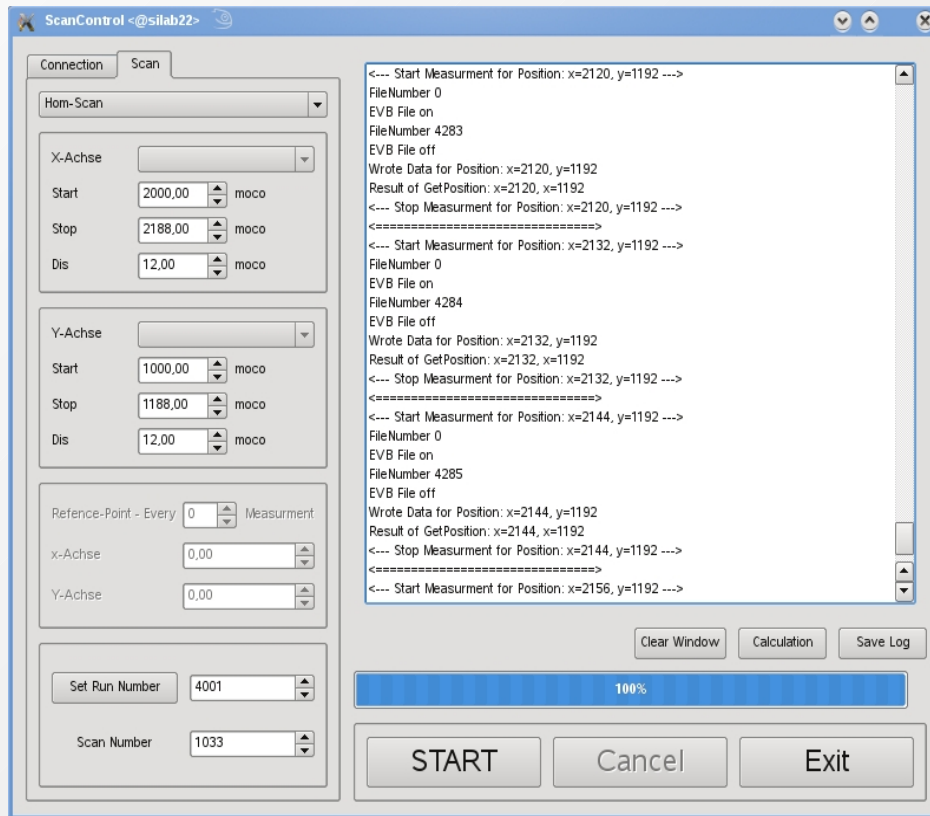 ScanControl <@silab22>
Connection Scan
Hom-Scan
X-Achse
Start 2000,00 moco
Stop 2188,00 moco
Dis 12,00 moco
Y-Achse
Start 1000,00 moco
Stop 1188,00 moco
Dis 12,00 moco
Refence-Point - Every 0 Measurment
x-Achse 0,00
Y-Achse 0,00
Set Run Number 4001
Scan Number 1033
<--- Start Measurment for Position: x=2120, y=1192 --->
FileNumber 0
EVB File on
FileNumber 4283
EVB File off
Wrote Data for Position: x=2120, y=1192
Result of GetPosition: x=2120, x=1192
<--- Stop Measurment for Position: x=2120, y=1192 --->
<===============================>
<--- Start Measurment for Position: x=2132, y=1192 --->
FileNumber 0
EVB File on
FileNumber 4284
EVB File off
Wrote Data for Position: x=2132, y=1192
Result of GetPosition: x=2132, x=1192
<--- Stop Measurment for Position: x=2132, y=1192 --->
<===============================>
<--- Start Measurment for Position: x=2144, y=1192 --->
FileNumber 0
EVB File on
FileNumber 4285
EVB File off
Wrote Data for Position: x=2144, y=1192
Result of GetPosition: x=2144, x=1192
<--- Stop Measurment for Position: x=2144, y=1192 --->
<===============================>
<--- Start Measurment for Position: x=2156, y=1192 --->
Clear Window Calculation Save Log
100%
START Cancel Exit